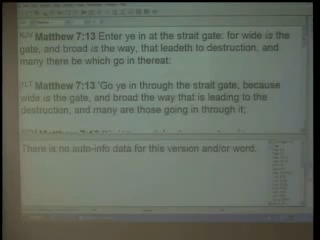 KJV Matthew 7:13 Enter ye in at the strait gate: for wide is the
gate, and broad is the way, that leadeth to destruction, and
many there be which go in thereat:
YLT Matthew 7:13 'Go ye in through the strait gate, because
wide is the gate, and broad the way that is leading to the
destruction, and many are those going in through it;
There is no auto-info data for this version and/or word.